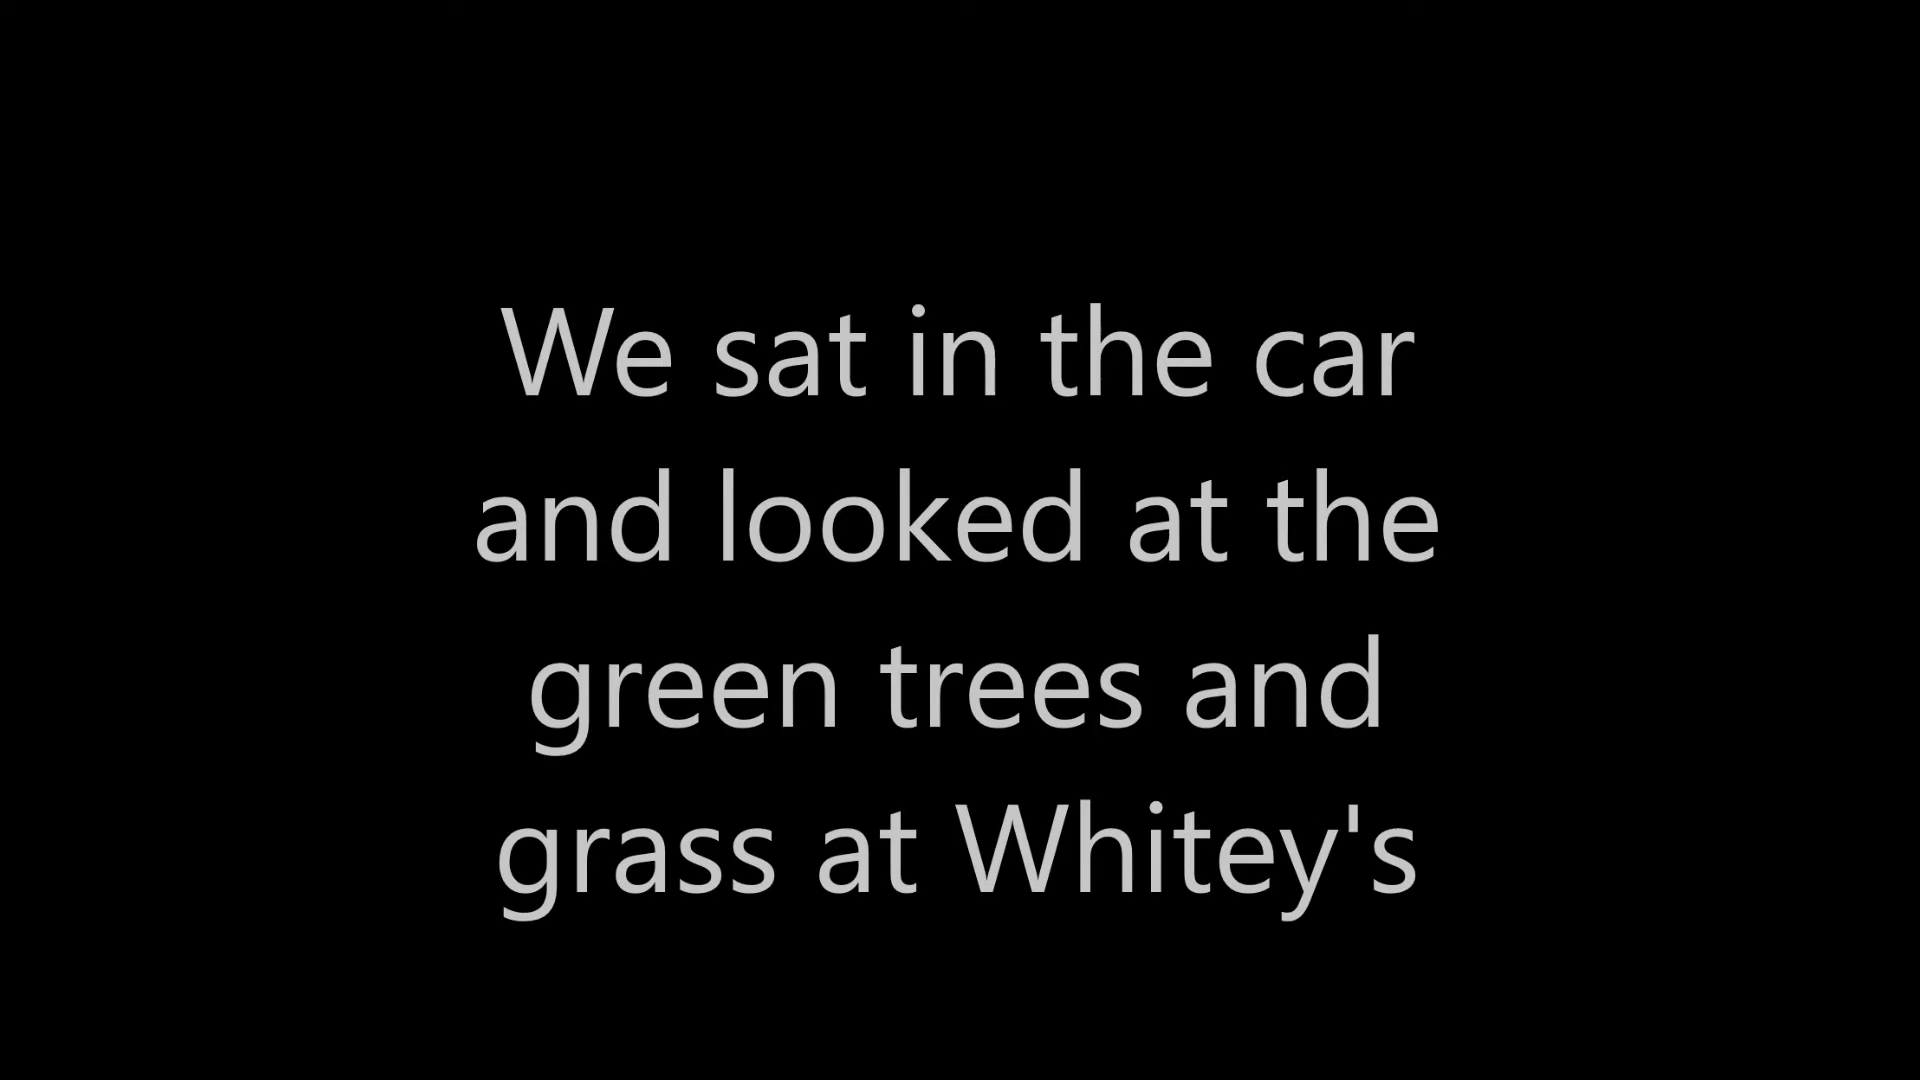 We sat in the car
and looked at the
green trees and
grass at Whitey's